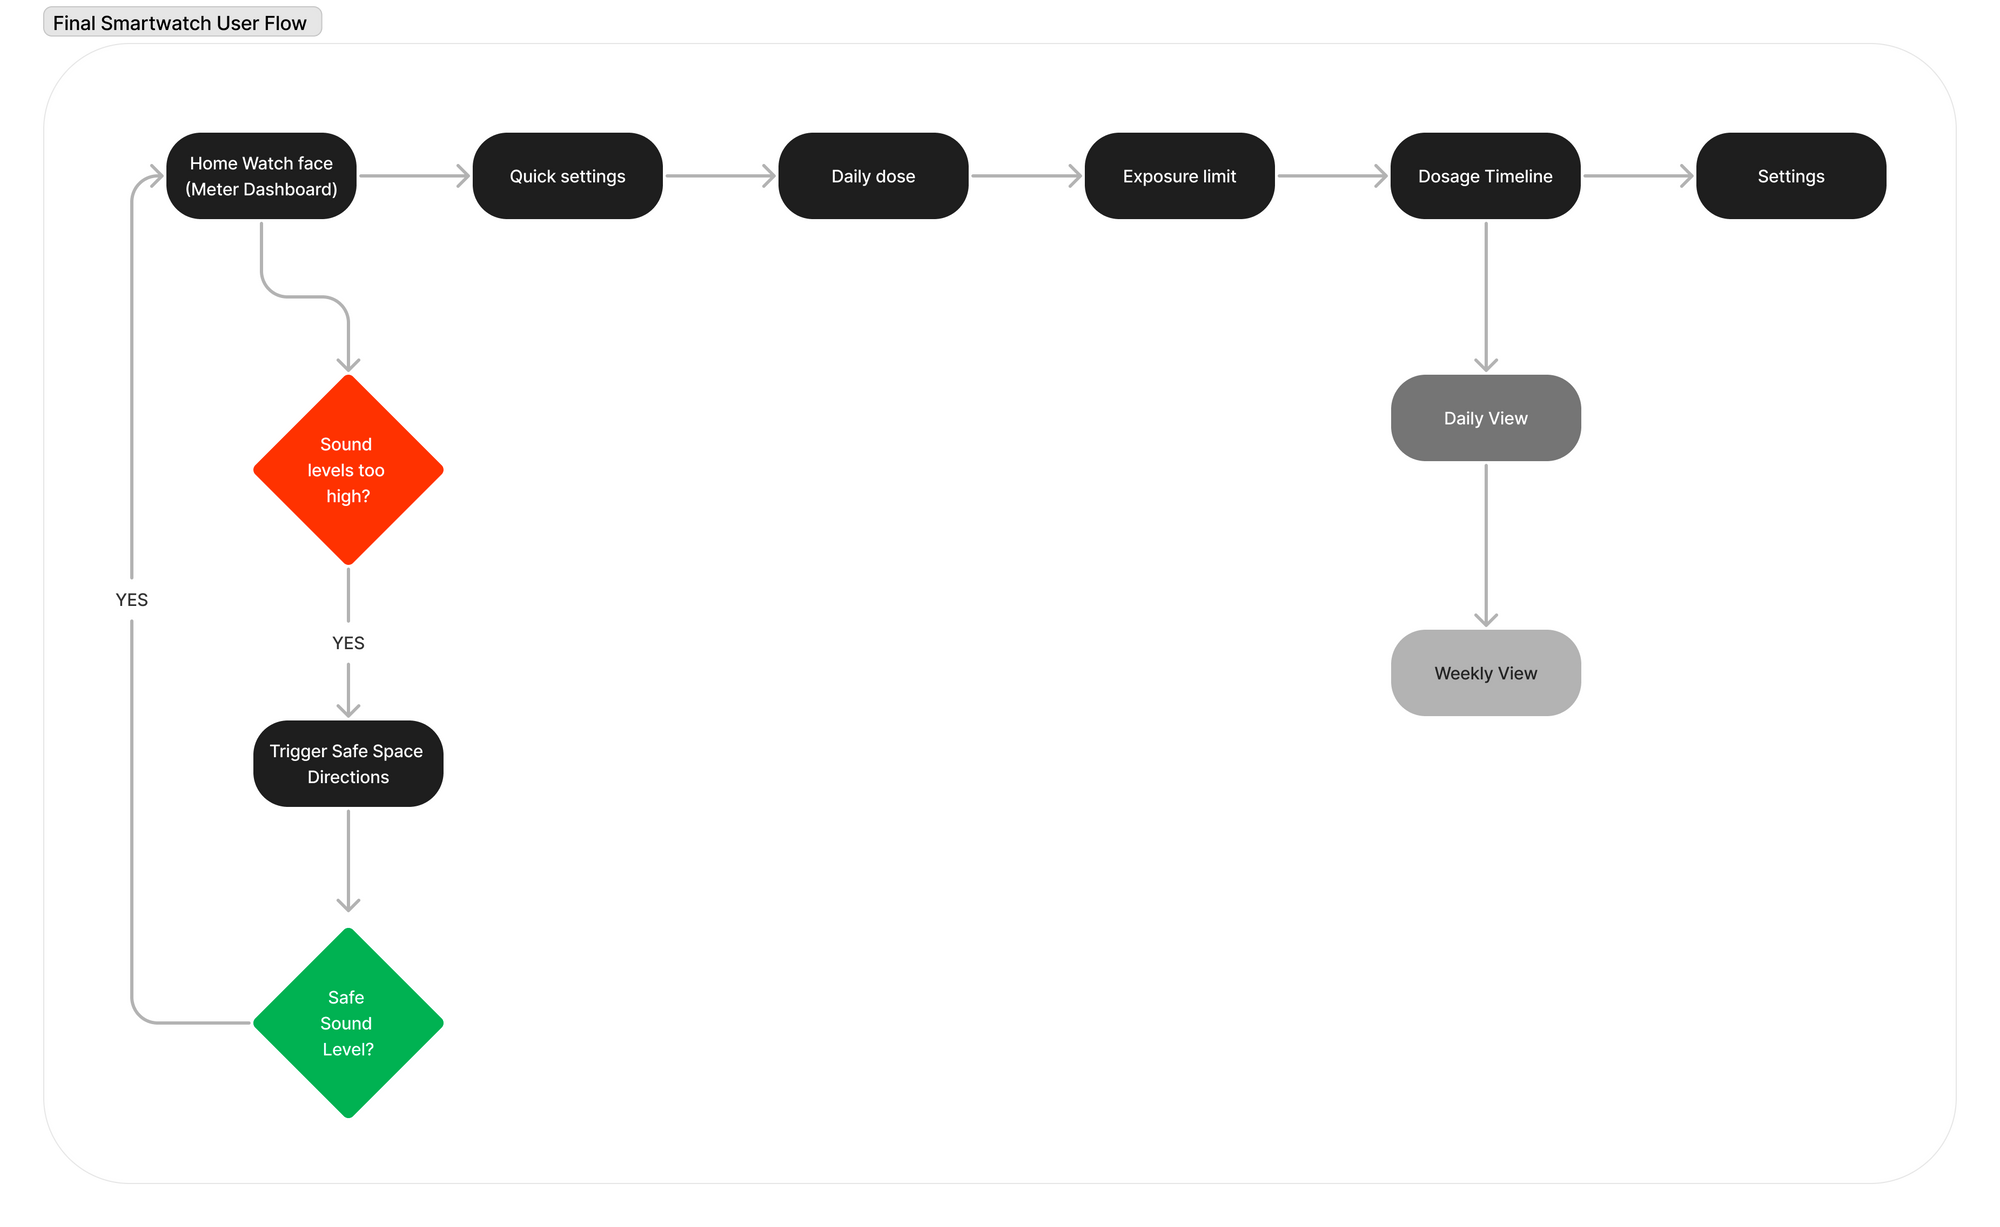 Final Smartwatch User Flow
Home Watch face
(Meter Dashboard)
Quick settings
Daily dose
Exposure limit
Dosage Timeline
Settings
Sound
levels too
high?
Daily View
YES
YES
Weekly View
Trigger Safe Space
Directions
Safe
Sound
Level?